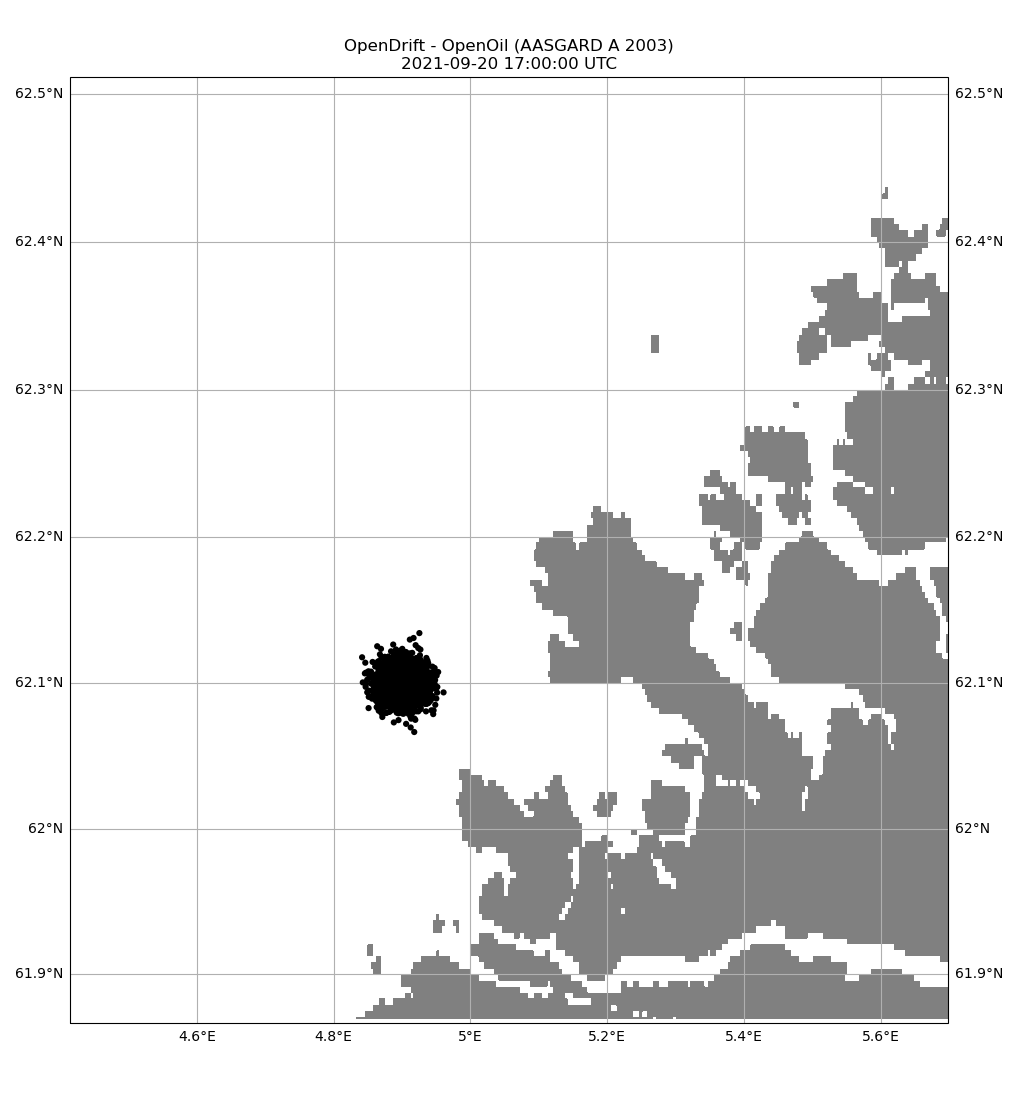 OpenDrift - OpenOil (AASGARD A 2003)
2021-09-20 17:00:00 UTC
62.5°N 62.5°N
62.4°N 62.4°N
62.3°N 62.3°N
62.2°N 62.2°N
62.1°N 62.1°N
62°N 62°N
61.9°N 61.9°N
4.6°E 4.8°E 5°E 5.2°E 5.4°E 5.6°E